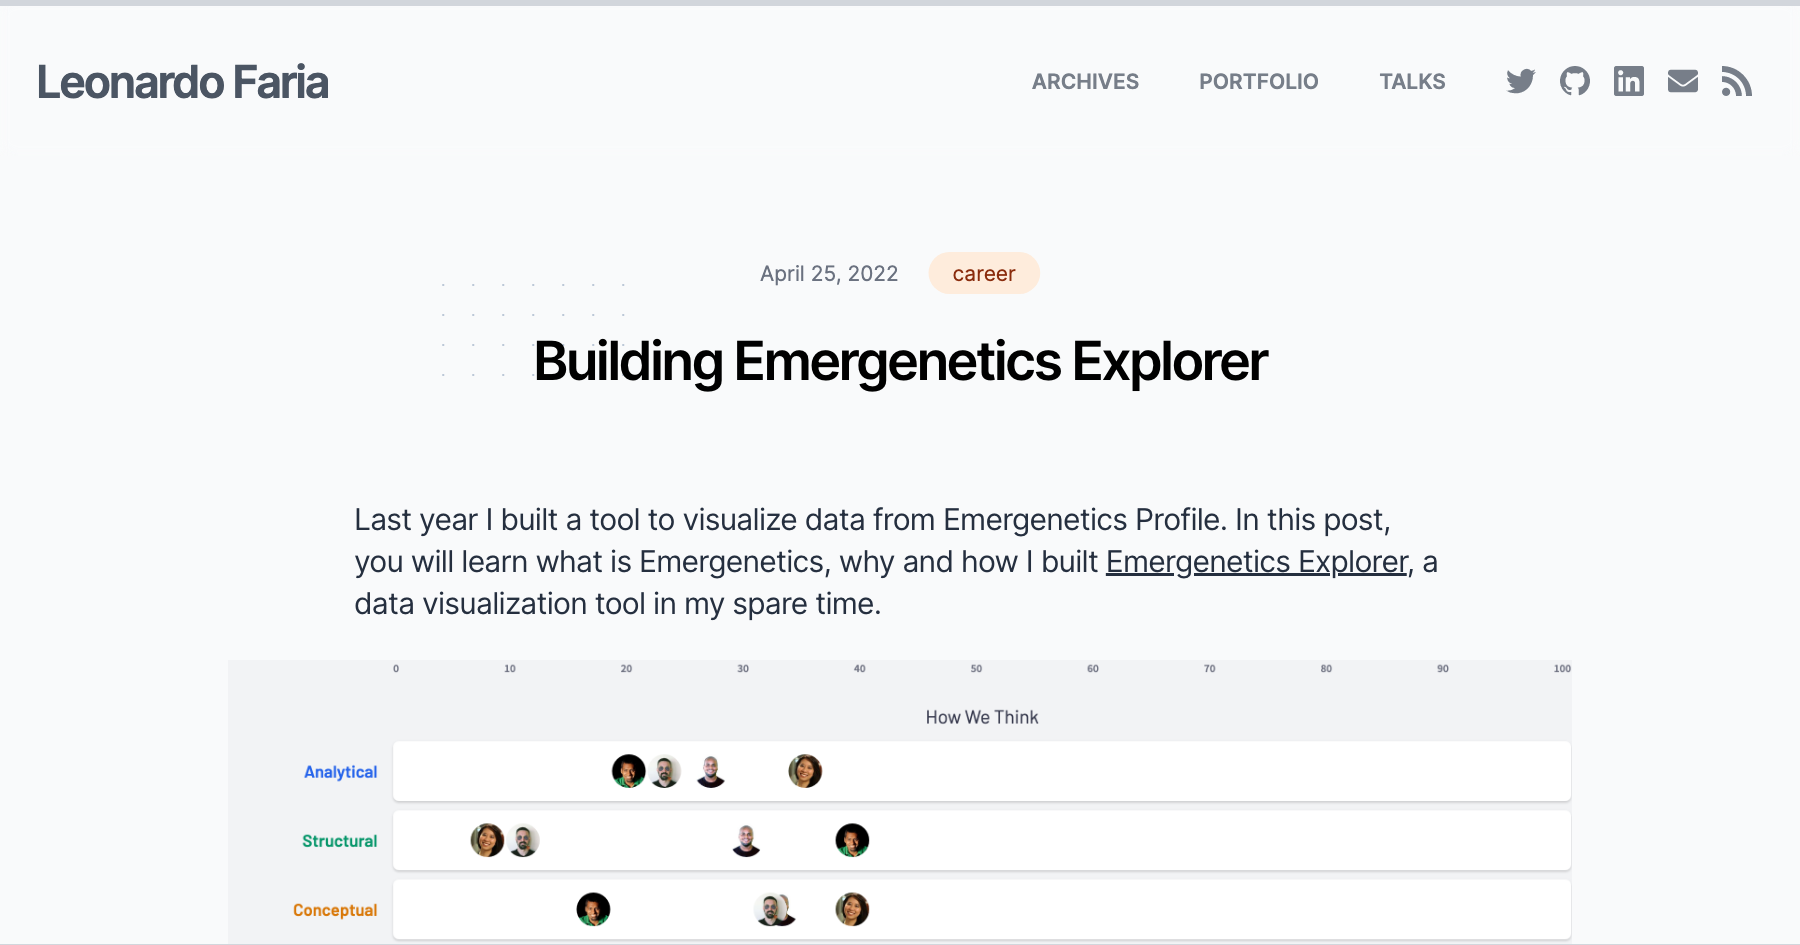 Leonardo Faria
ARCHIVES PORTFOLIO TALKS
April 25, 2022 career
Building Emergenetics Explorer
Last year I built a tool to visualize data from Emergenetics Profile. In this post,
you will learn what is Emergenetics, why and how I built Emergenetics Explorer, a
data visualization tool in my spare time.
0 10 20 30 40 50 60 70 80 90 100
How We Think
Analytical
Structural
Conceptual